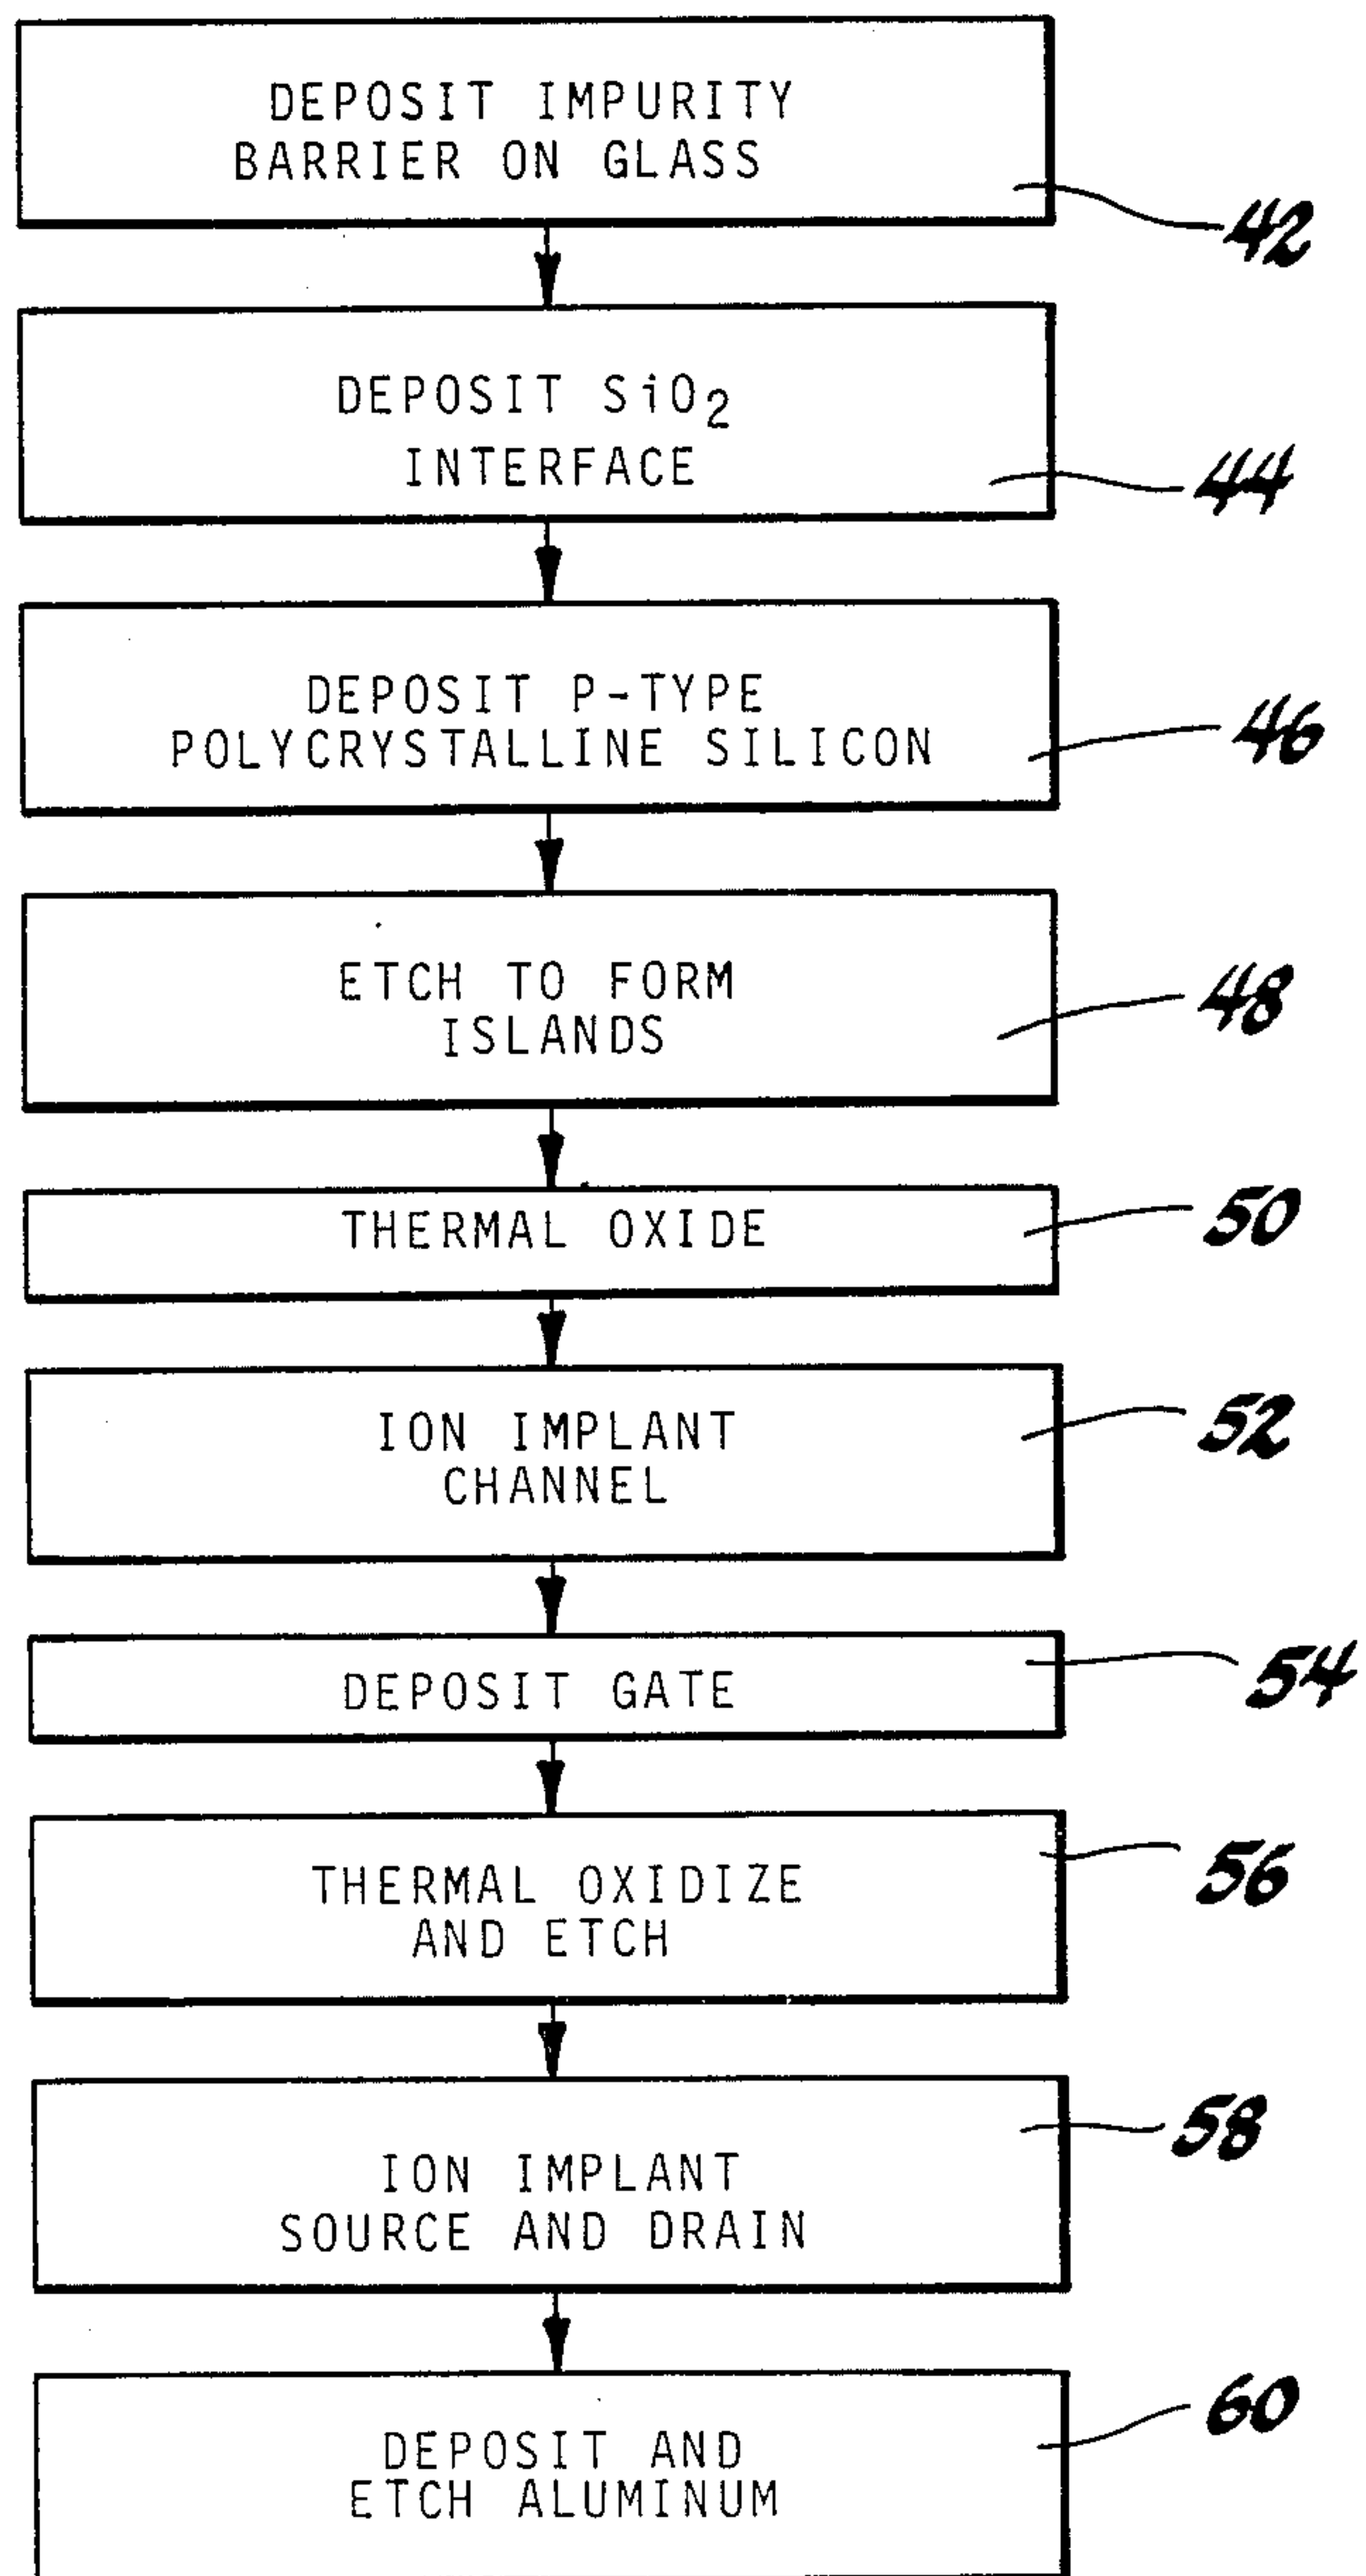 DEPOSIT IMPURITY
BARRIER ON GLASS
42
DEPOSIT SiO2
INTERFACE
44
DEPOSIT P-TYPE
POLYCRYSTALLINE SILICON
46
ETCH TO FORM
ISLANDS
48
THERMAL OXIDE
50
ION IMPLANT
CHANNEL
52
DEPOSIT GATE
54
THERMAL OXIDIZE
AND ETCH
56
ION IMPLANT
SOURCE AND DRAIN
58
DEPOSIT AND
ETCH ALUMINUM
60